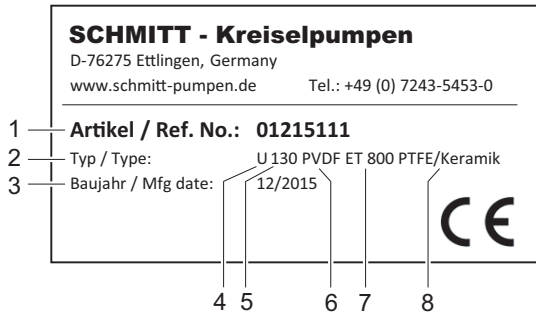 SCHMITT - Kreiselpumpen
D-76275 Ettlingen, Germany
www.schmitt-pumpen.de Tel.: +49 (0) 7243-5453-0
1 Artikel / Ref. No.: 01215111
2 Typ / Type: U 130 PVDF ET 800 PTFE/Keramik
3 Baujahr / Mfg date: 12/2015
CE
4 5 6 7 8